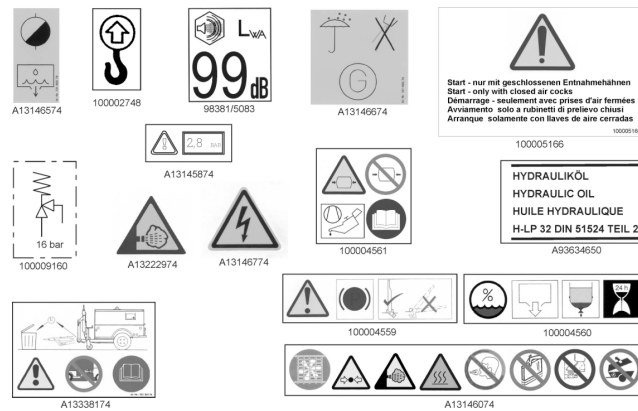 A13146574
100002748
LWA
99dB
98381/5083
G
A13146674
Start - nur mit geschlossenen Entnahmehähnen
Start - only with closed air cocks
Démarrage - seulement avec prises d'air fermées
Avviamento solo a rubinetti di prelievo chiusi
Arranque solamente con llaves de aire cerradas
100005166
2,8 BAR
A13145874
16 bar
100009160
A13222974
A13146774
100004561
HYDRAULIKÖL
HYDRAULIC OIL
HUILE HYDRAULIQUE
H-LP 32 DIN 51524 TEIL 2
A93634650
P
100004559
%
24 h
100004560
A13338174
A13146074